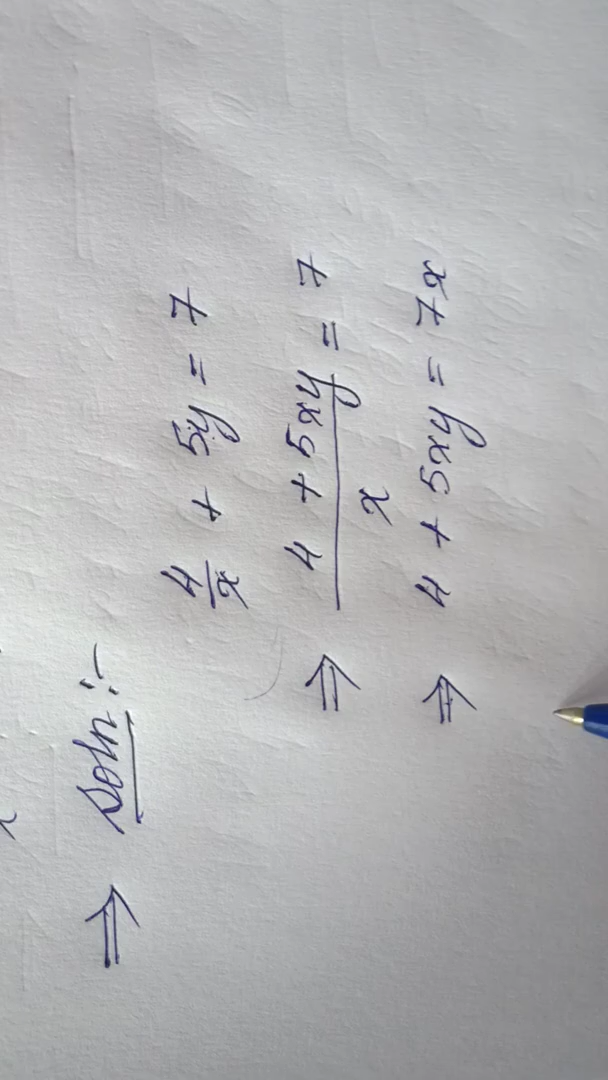 ⇒ Soln:-
4/x + 5y = 7
⇒ (4 + 5xy)/x = 7
⇒ 4 + 5xy = 7x